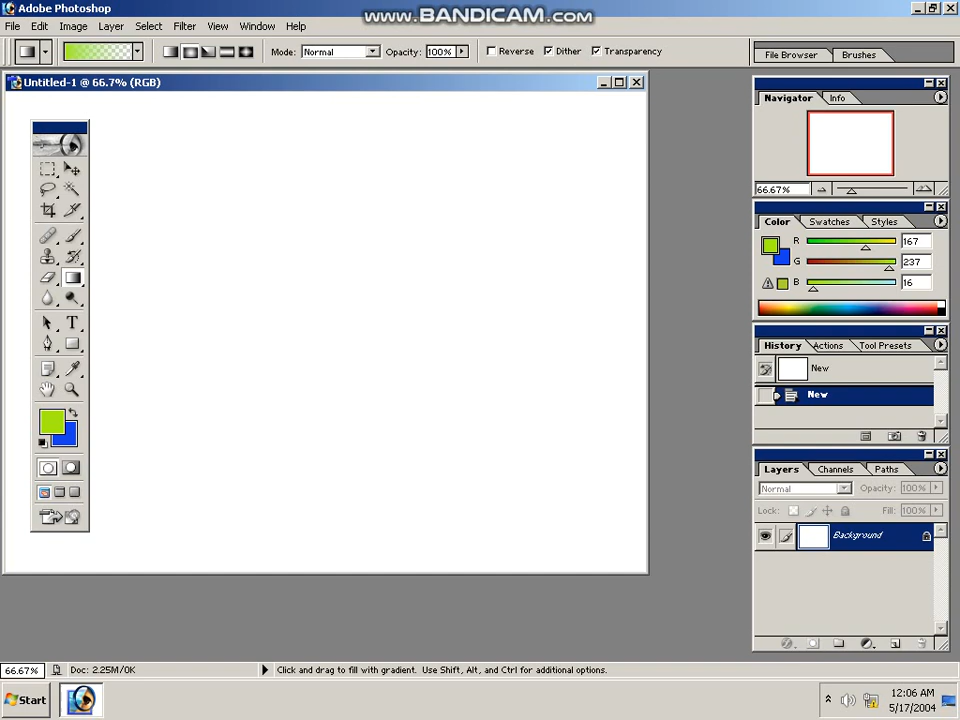 Adobe Photoshop
www.BANDICAM.com
File Edit Image Layer Select Filter View Window Help
Mode: Normal Opacity: 100% Reverse Dither Transparency File Browser Brushes
Untitled-1 @ 66.7% (RGB)
Navigator Info
66.67%
Color Swatches Styles
R 167
G 237
B 16
History Actions Tool Presets
New
New
Layers Channels Paths
Normal Opacity: 100%
Lock: Fill: 100%
Background
T
66.67% Doc: 2.25M/0K Click and drag to fill with gradient. Use Shift, Alt, and Ctrl for additional options.
Start
12:06 AM
5/17/2004